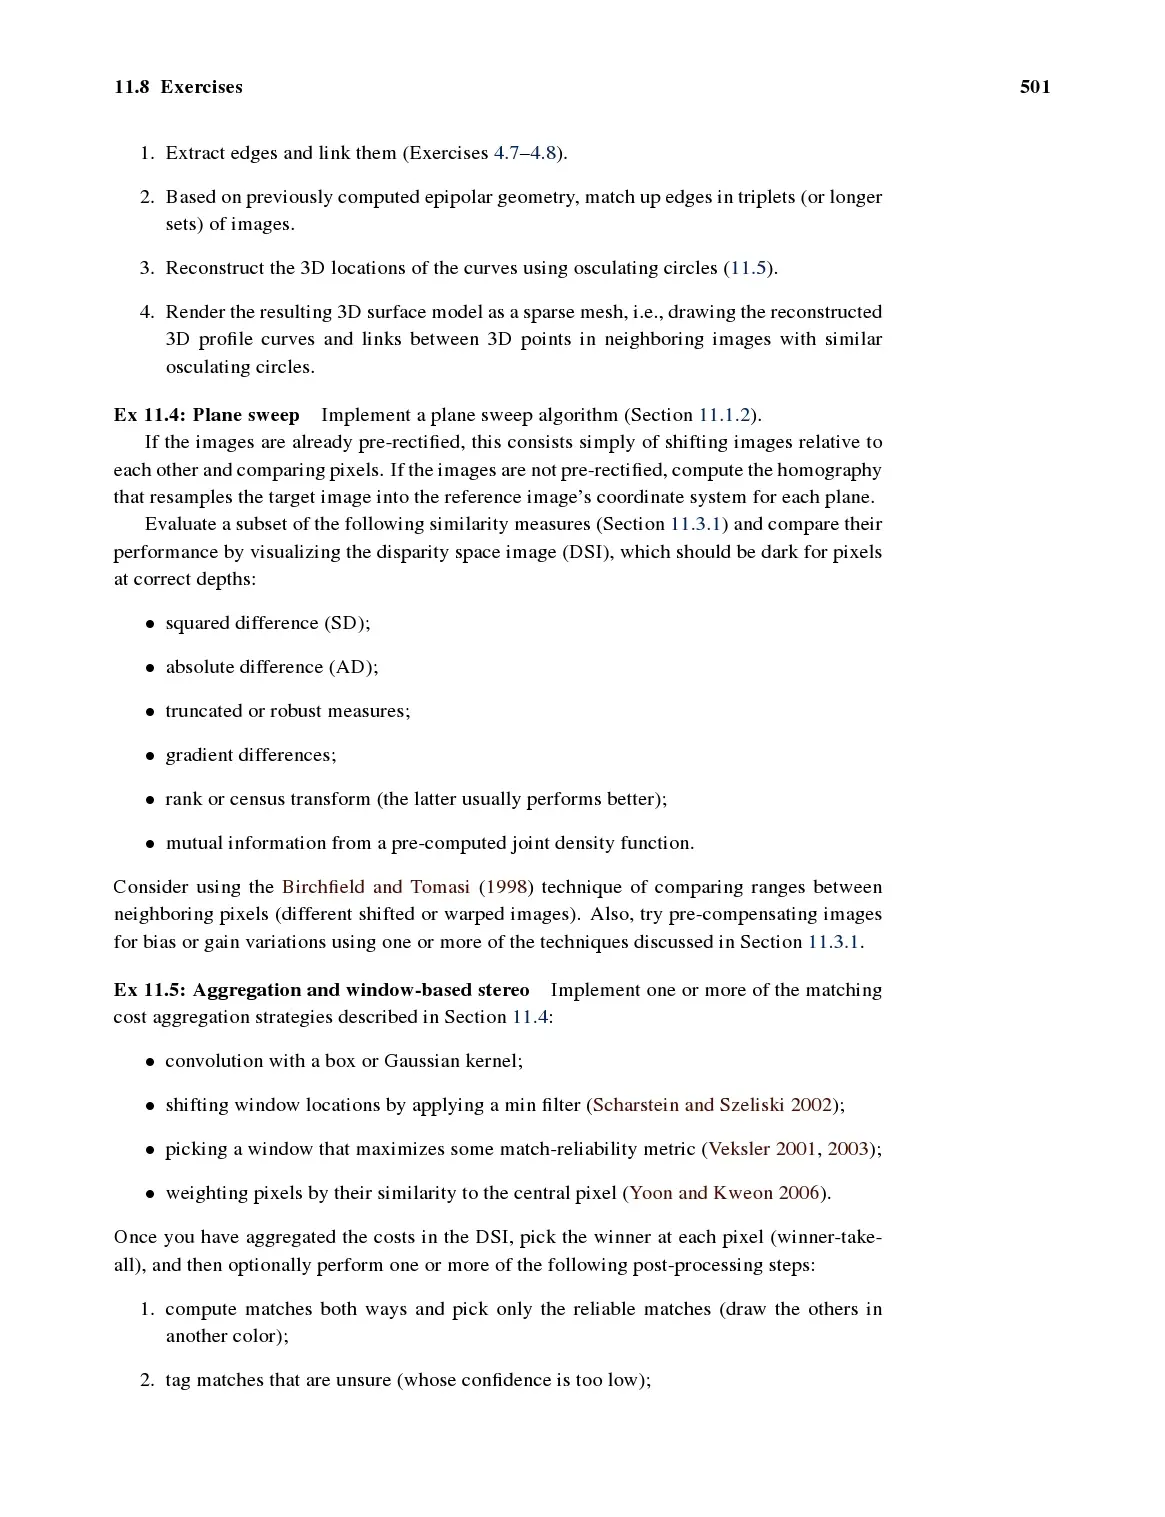 11.8 Exercises 501
1. Extract edges and link them (Exercises 4.7–4.8).
2. Based on previously computed epipolar geometry, match up edges in triplets (or longer
sets) of images.
3. Reconstruct the 3D locations of the curves using osculating circles (11.5).
4. Render the resulting 3D surface model as a sparse mesh, i.e., drawing the reconstructed
3D profile curves and links between 3D points in neighboring images with similar
osculating circles.
Ex 11.4: Plane sweep Implement a plane sweep algorithm (Section 11.1.2).
If the images are already pre-rectified, this consists simply of shifting images relative to
each other and comparing pixels. If the images are not pre-rectified, compute the homography
that resamples the target image into the reference image's coordinate system for each plane.
Evaluate a subset of the following similarity measures (Section 11.3.1) and compare their
performance by visualizing the disparity space image (DSI), which should be dark for pixels
at correct depths:
• squared difference (SD);
• absolute difference (AD);
• truncated or robust measures;
• gradient differences;
• rank or census transform (the latter usually performs better);
• mutual information from a pre-computed joint density function.
Consider using the Birchfield and Tomasi (1998) technique of comparing ranges between
neighboring pixels (different shifted or warped images). Also, try pre-compensating images
for bias or gain variations using one or more of the techniques discussed in Section 11.3.1.
Ex 11.5: Aggregation and window-based stereo Implement one or more of the matching
cost aggregation strategies described in Section 11.4:
• convolution with a box or Gaussian kernel;
• shifting window locations by applying a min filter (Scharstein and Szeliski 2002);
• picking a window that maximizes some match-reliability metric (Veksler 2001, 2003);
• weighting pixels by their similarity to the central pixel (Yoon and Kweon 2006).
Once you have aggregated the costs in the DSI, pick the winner at each pixel (winner-take-
all), and then optionally perform one or more of the following post-processing steps:
1. compute matches both ways and pick only the reliable matches (draw the others in
another color);
2. tag matches that are unsure (whose confidence is too low);